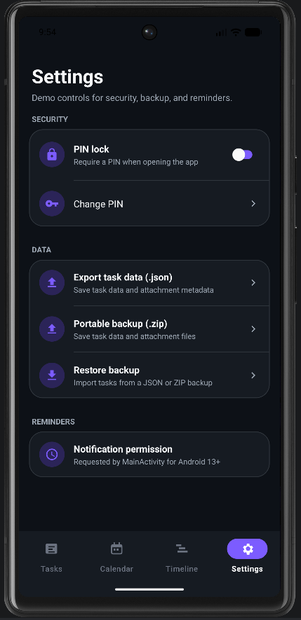 9:54
Settings
Demo controls for security, backup, and reminders.
SECURITY
PIN lock
Require a PIN when opening the app
Change PIN
DATA
Export task data (.json)
Save task data and attachment metadata
Portable backup (.zip)
Save task data and attachment files
Restore backup
Import tasks from a JSON or ZIP backup
REMINDERS
Notification permission
Requested by MainActivity for Android 13+
Tasks Calendar Timeline Settings